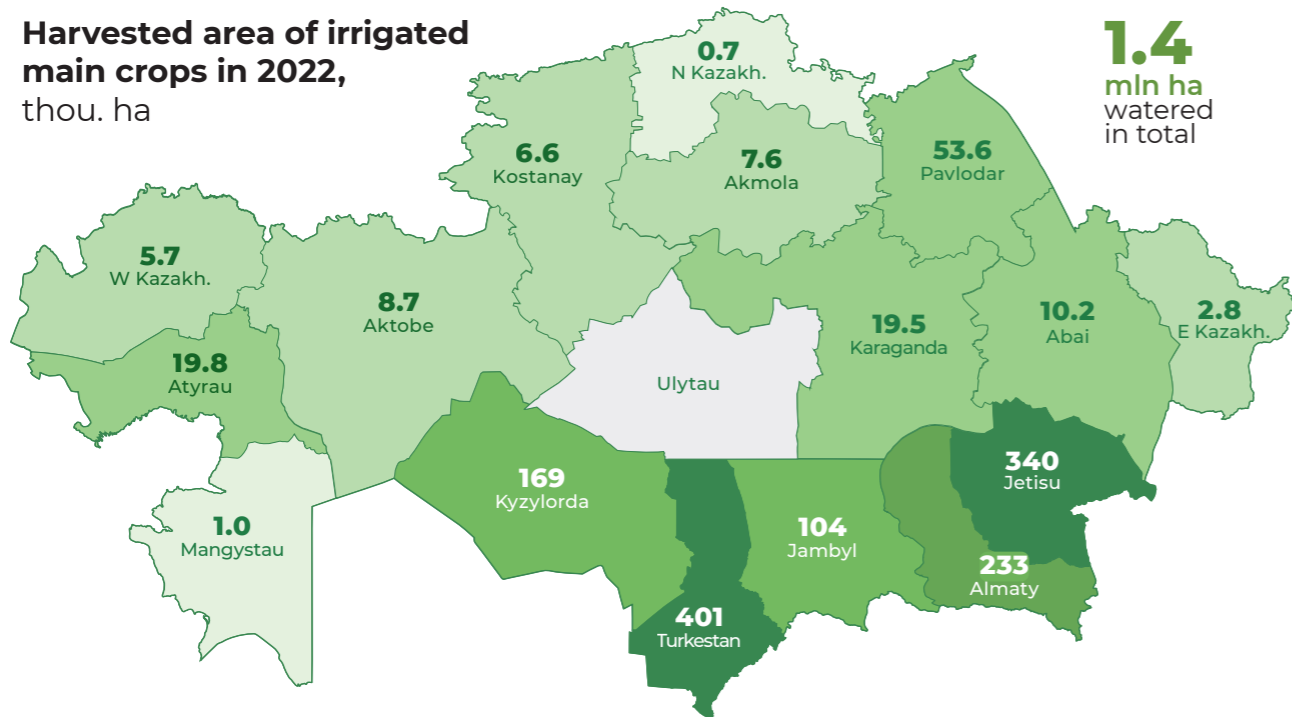 Harvested area of irrigated
main crops in 2022,
thou. ha
1.4
mln ha
watered
in total
0.7
N Kazakh.
6.6
Kostanay
7.6
Akmola
53.6
Pavlodar
5.7
W Kazakh.
8.7
Aktobe
19.8
Atyrau
Ulytau
19.5
Karaganda
10.2
Abai
2.8
E Kazakh.
1.0
Mangystau
169
Kyzylorda
401
Turkestan
104
Jambyl
340
Jetisu
233
Almaty